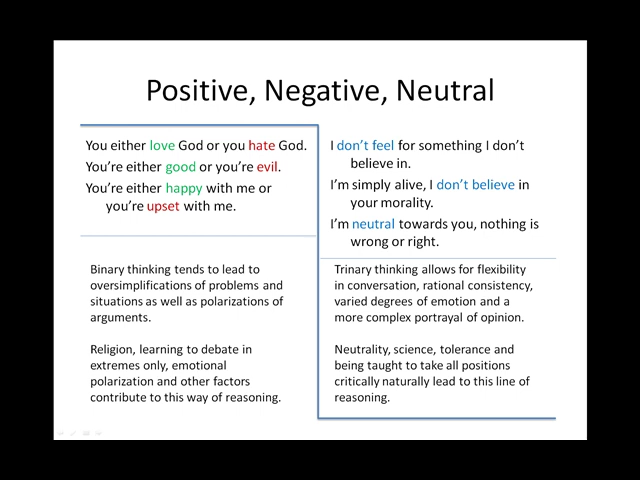 Positive, Negative, Neutral
You either love God or you hate God.
You're either good or you're evil.
You're either happy with me or
you're upset with me.
Binary thinking tends to lead to
oversimplifications of problems and
situations as well as polarizations of
arguments.
Religion, learning to debate in
extremes only, emotional
polarization and other factors
contribute to this way of reasoning.
I don't feel for something I don't
believe in.
I'm simply alive, I don't believe in
your morality.
I'm neutral towards you, nothing is
wrong or right.
Trinary thinking allows for flexibility
in conversation, rational consistency,
varied degrees of emotion and a
more complex portrayal of opinion.
Neutrality, science, tolerance and
being taught to take all positions
critically naturally lead to this line of
reasoning.